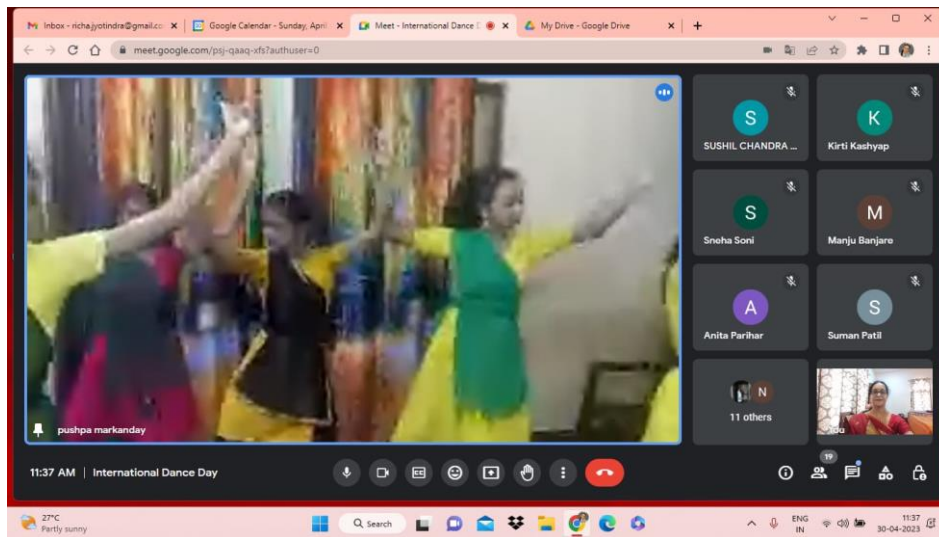 Inbox - richa.jyotindra@gmail.co
Google Calendar - Sunday, April
Meet - International Dance D
My Drive - Google Drive
meet.google.com/psj-qaaq-xfs?authuser=0
S
SUSHIL CHANDRA ...
K
Kirti Kashyap
S
Sneha Soni
M
Manju Banjare
A
Anita Parihar
S
Suman Patil
N
11 others
You
pushpa markanday
11:37 AM | International Dance Day
19
27°C
Partly sunny
Search
ENG
IN
11:37
30-04-2023